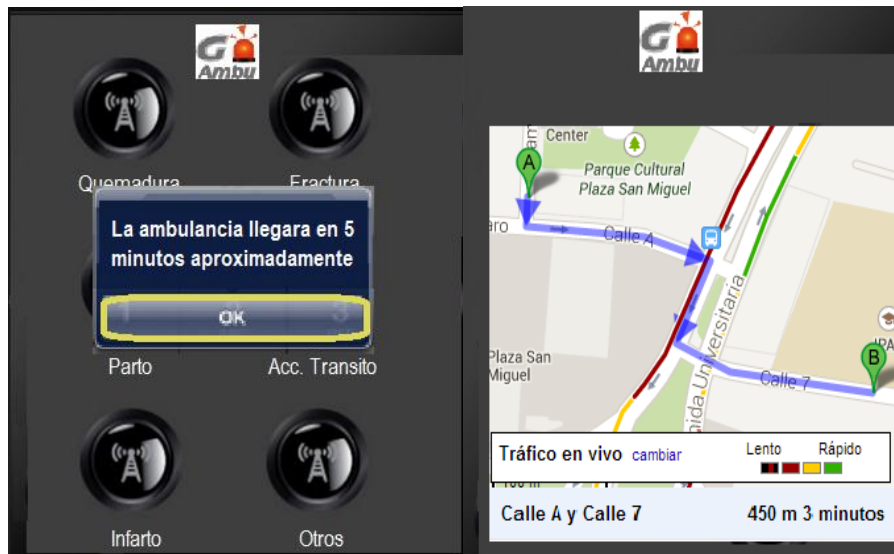 G
Ambu
Quemadura
Fractura
La ambulancia llegara en 5
minutos aproximadamente
OK
Parto
Acc. Transito
Infarto
Otros
G
Ambu
Center
A
Parque Cultural
Plaza San Miguel
Calle A
Plaza San
Miguel
Calle 7
B
Tráfico en vivo cambiar
Lento Rápido
Calle A y Calle 7
450 m 3 minutos